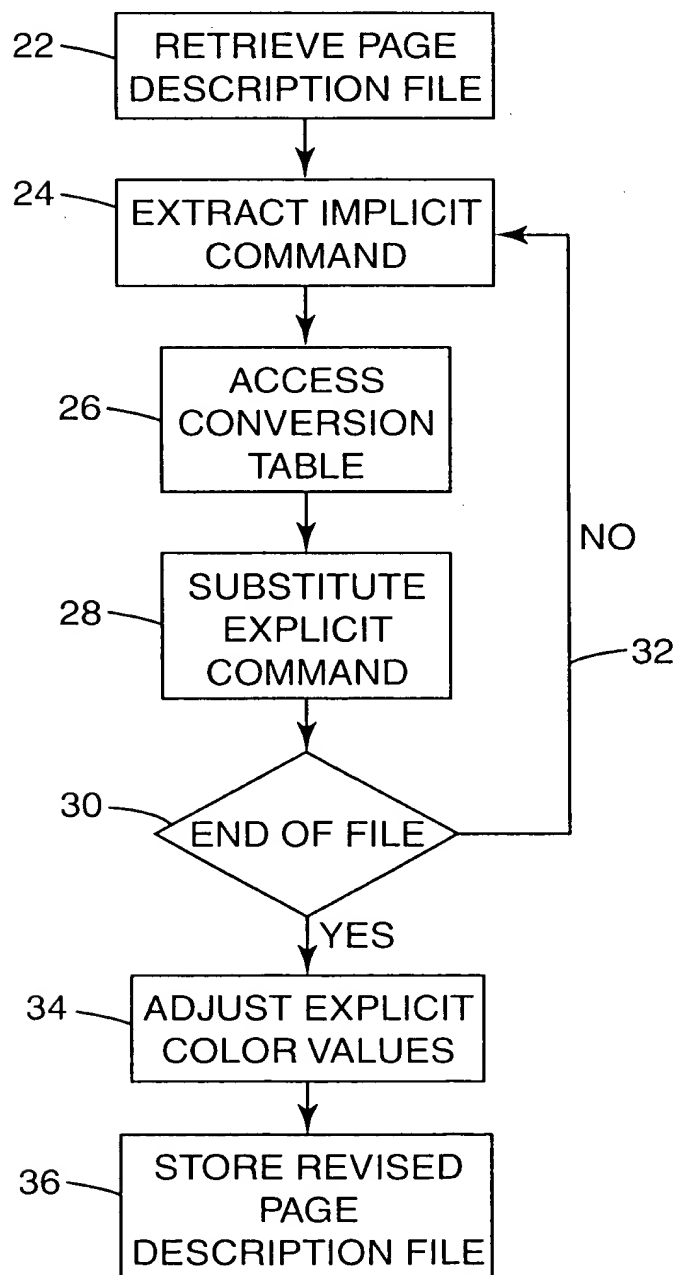 22
RETRIEVE PAGE
DESCRIPTION FILE
24
EXTRACT IMPLICIT
COMMAND
26
ACCESS
CONVERSION
TABLE
NO
28
SUBSTITUTE
EXPLICIT
COMMAND
32
30
END OF FILE
YES
34
ADJUST EXPLICIT
COLOR VALUES
36
STORE REVISED
PAGE
DESCRIPTION FILE